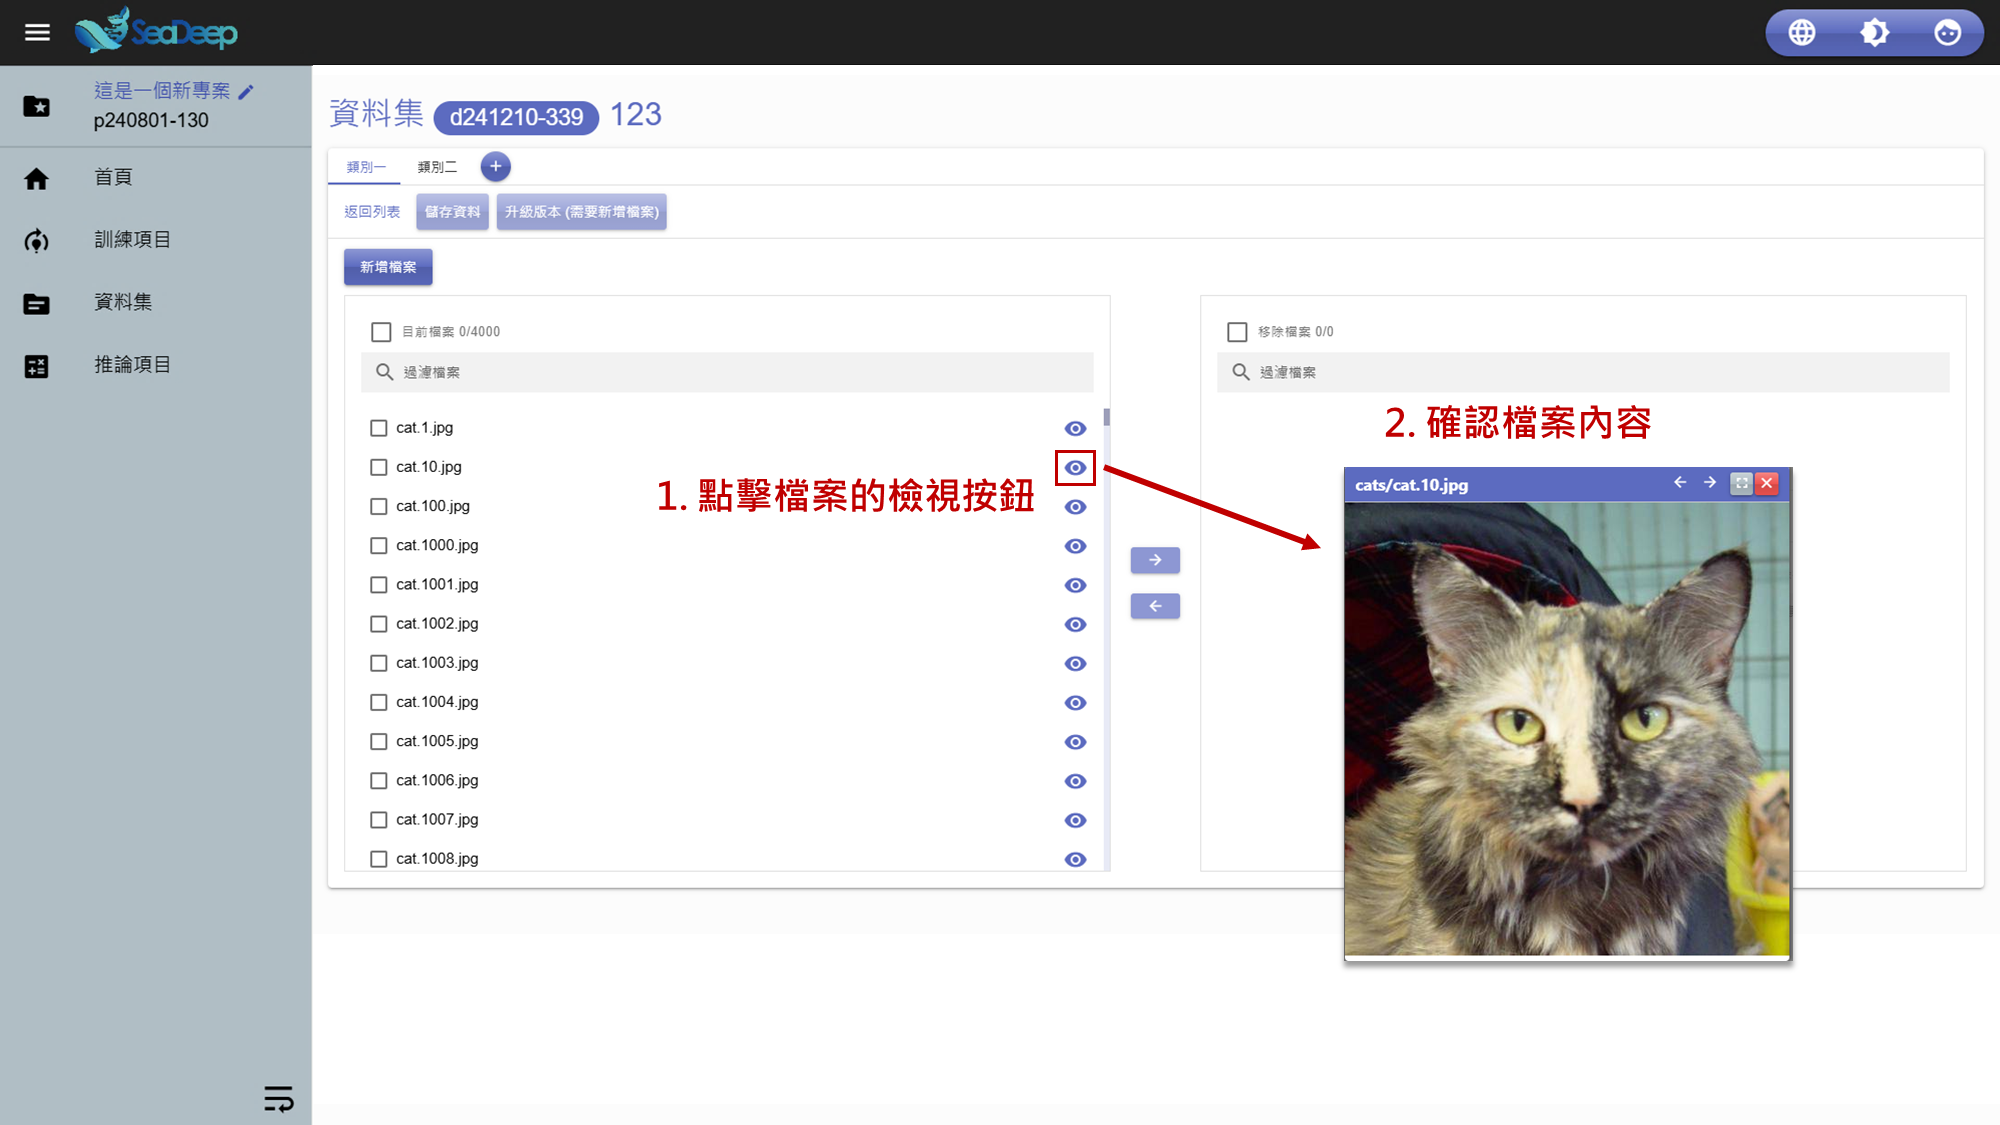 SeaDeep
這是一個新專案
p240801-130
首頁
訓練項目
資料集
推論項目
資料集 d241210-339 123
類別一 類別二 +
返回列表 儲存資料 升級版本 (需要新增檔案)
新增檔案
目前檔案 0/4000
過濾檔案
cat.1.jpg
cat.10.jpg
cat.100.jpg
cat.1000.jpg
cat.1001.jpg
cat.1002.jpg
cat.1003.jpg
cat.1004.jpg
cat.1005.jpg
cat.1006.jpg
cat.1007.jpg
cat.1008.jpg
1. 點擊檔案的檢視按鈕
移除檔案 0/0
過濾檔案
2. 確認檔案內容
cats/cat.10.jpg